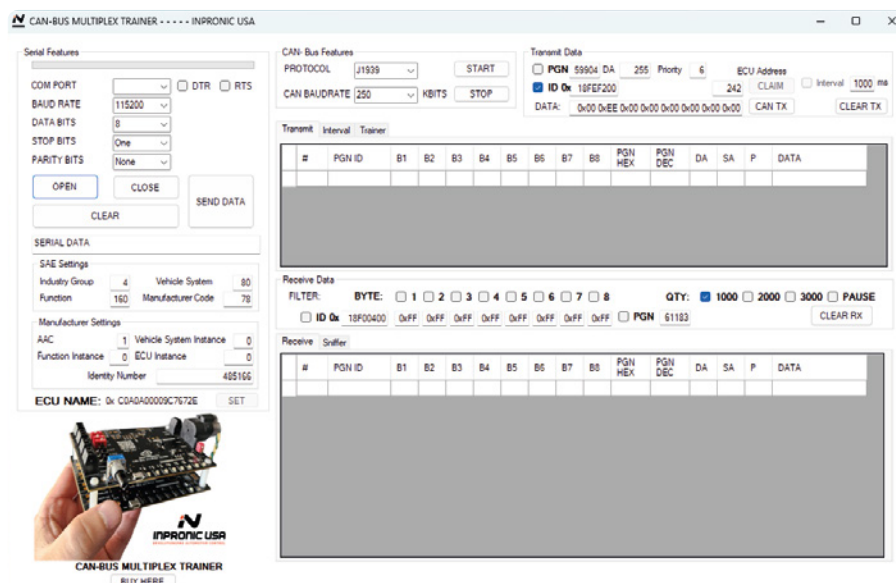 CAN-BUS MULTIPLEX TRAINER - - - - - INPRONIC USA
Serial Features
COM PORT DTR RTS
BAUD RATE 115200
DATA BITS 8
STOP BITS One
PARITY BITS None
OPEN CLOSE SEND DATA
CLEAR
SERIAL DATA
SAE Settings
Industry Group 4 Vehicle System 80
Function 160 Manufacturer Code 78
Manufacturer Settings
AAC 1 Vehicle System Instance 0
Function Instance 0 ECU Instance 0
Identity Number 485166
ECU NAME: 0x C0A0A00009C7672E SET
INPRONIC USA
CAN-BUS MULTIPLEX TRAINER
BUY HERE
CAN- Bus Features
PROTOCOL J1939 START
CAN BAUDRATE 250 KBITS STOP
Transmit Data
PGN 59904 DA 255 Priority 6 ECU Address
ID 0x 18FEF200 242 CLAIM Interval 1000 ms
DATA: 0x00 0xEE 0x00 0x00 0x00 0x00 0x00 0x00 CAN TX CLEAR TX
Transmit Interval Trainer
# PGN ID B1 B2 B3 B4 B5 B6 B7 B8 PGN HEX PGN DEC DA SA P DATA
Receive Data
FILTER: BYTE: 1 2 3 4 5 6 7 8 QTY: 1000 2000 3000 PAUSE
ID 0x 18F00400 0xFF 0xFF 0xFF 0xFF 0xFF 0xFF 0xFF 0xFF PGN 61183 CLEAR RX
Receive Sniffer
# PGN ID B1 B2 B3 B4 B5 B6 B7 B8 PGN HEX PGN DEC DA SA P DATA